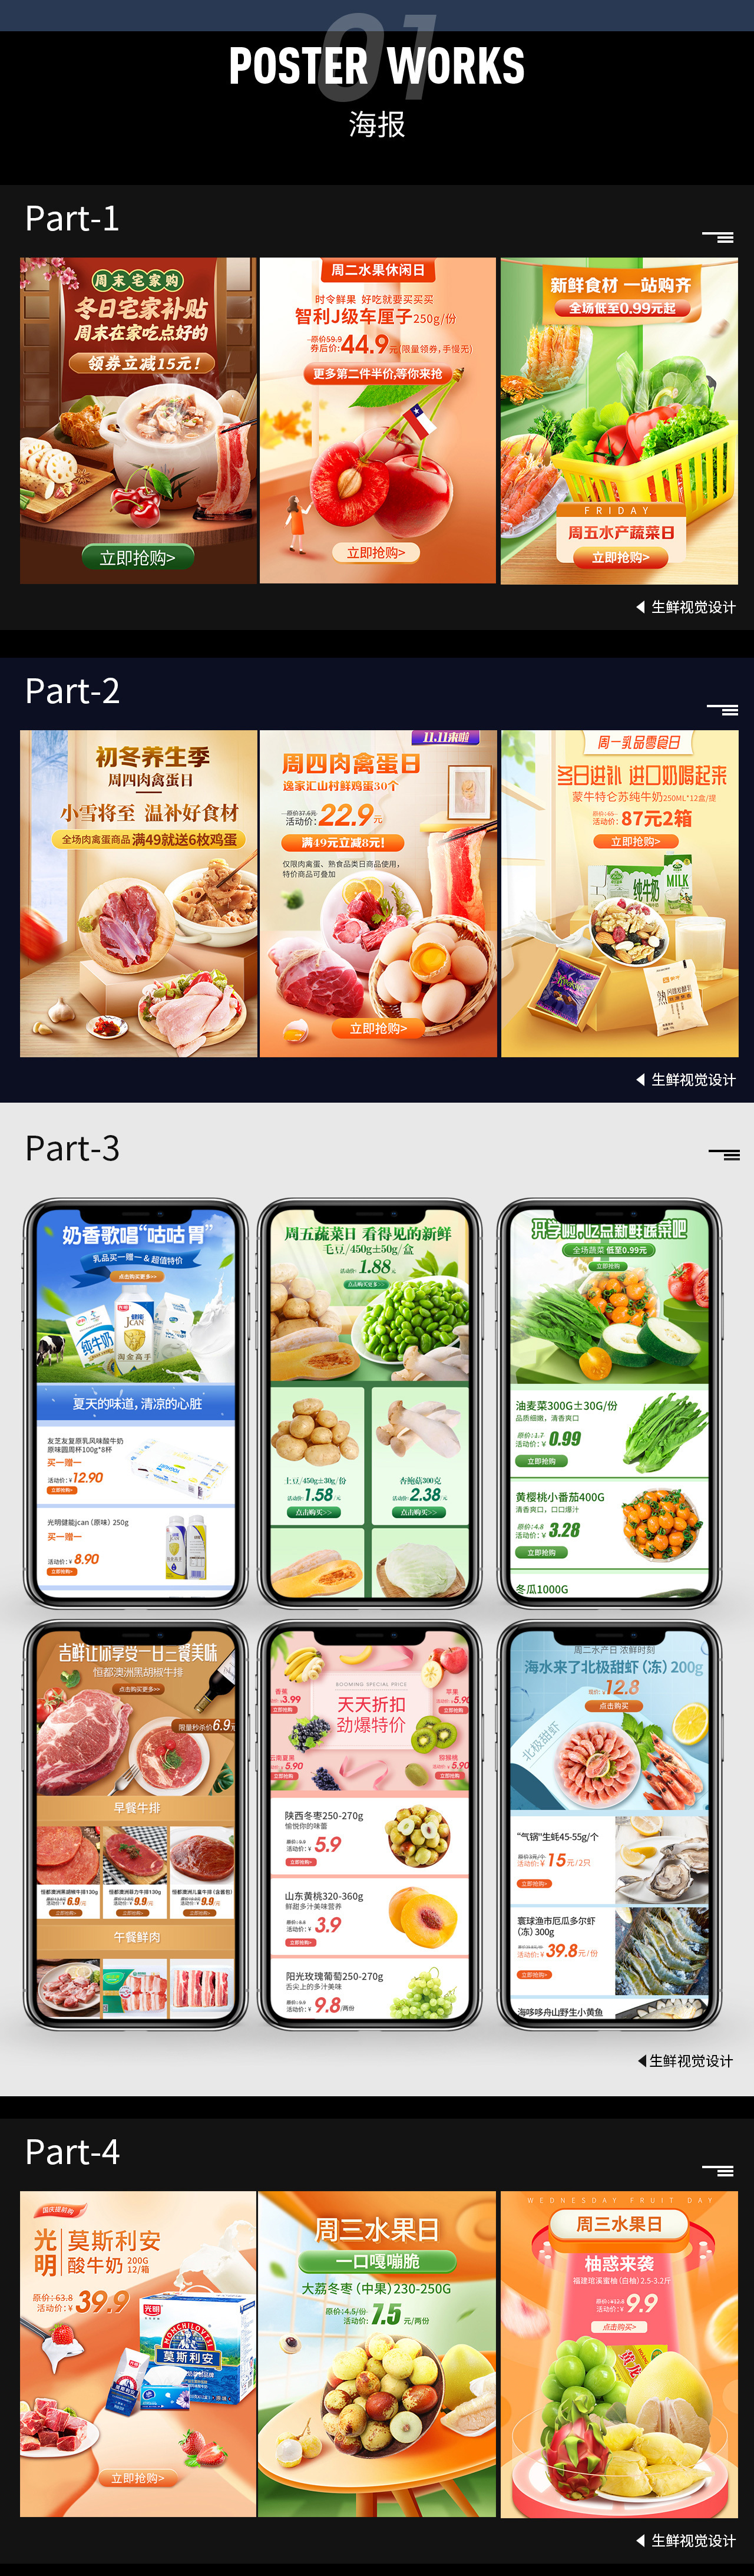 01
POSTER WORKS
海报
Part-1
周末宅家购
冬日宅家补贴
周末在家吃点好的
领券立减15元!
立即抢购>
周二水果休闲日
时令鲜果 好吃就要买买买
智利J级车厘子250g/份
原价59.9
券后价:44.9元(限量领券,手慢无)
更多第二件半价,等你来抢
立即抢购>
新鲜食材 一站购齐
全场低至0.99元起
FRIDAY
周五水产蔬菜日
立即抢购>
生鲜视觉设计
Part-2
初冬养生季
周四肉禽蛋日
小雪将至 温补好食材
全场肉禽蛋商品 满49就送6枚鸡蛋
11.11来啦
周四肉禽蛋日
逸家汇山村鲜鸡蛋30个
原价37.6元
活动价:22.9元
满49元立减8元!
仅限肉禽蛋、熟食品类日商品使用,
特价商品可叠加
立即抢购>
周一乳品零食日
冬日进补 进口奶喝起来
蒙牛特仑苏纯牛奶250ML*12盒/提
活动价:87元2箱
立即抢购>
纯牛奶
MILK
生鲜视觉设计
Part-3
奶香歌唱“咕咕胃”
乳品买一赠一 & 超值特价
点击购买更多>>
纯牛奶
JCAN
夏天的味道,清凉的心脏
友芝友复原乳风味酸牛奶
原味圆周杯100g*8杯
买一赠一
活动价:¥12.90
立即抢购>
光明健能jcan(原味)250g
买一赠一
活动价:¥8.90
立即抢购>
周五蔬菜日 看得见的新鲜
毛豆/450g±50g/盒
活动价:1.88元
点击购买更多>>
土豆/450g±30g/份
活动价:1.58元
点击购买>>
杏鲍菇300克
活动价:2.38元
点击购买>>
开学啦,吃点新鲜蔬菜吧
全场蔬菜 低至0.99元
立即抢购
油麦菜300G±30G/份
品质细嫩,清香爽口
原价:1.7
活动价:¥0.99
立即抢购
黄樱桃小番茄400G
清香爽口,口口爆汁
原价:4.8
活动价:¥3.28
立即抢购
冬瓜1000G
吉鲜让你享受一日三餐美味
恒都澳洲黑胡椒牛排
点击购买更多>>
限量秒杀价6.9元
早餐牛排
恒都澳洲黑胡椒牛排130g
活动价:¥6.9元
恒都澳洲菲力牛排130g
活动价:¥9.9元
恒都澳洲儿童牛排(含酱包)
活动价:¥9.9元
午餐鲜肉
BOOMING SPECIAL PRICE
天天折扣
劲爆特价
香蕉
3.99
立即抢购
苹果
5.90
立即抢购
云南夏黑
5.90
立即抢购
猕猴桃
5.90
立即抢购
陕西冬枣250-270g
愉悦你的味蕾
活动价:¥5.9
立即抢购>
山东黄桃320-360g
鲜甜多汁美味营养
活动价:¥3.9
立即抢购>
阳光玫瑰葡萄250-270g
舌尖上的多汁美味
活动价:¥9.8/两份
周二水产日 浓鲜时刻
海水来了北极甜虾(冻)200g
12.8
点击购买
北极甜虾
“气锅”生蚝45-55g/个
活动价:¥15元/2只
立即抢购>
寰球渔市厄瓜多尔虾
(冻)300g
活动价:¥39.8元/份
立即抢购>
海哆哆舟山野生小黄鱼
生鲜视觉设计
Part-4
国庆提前购
光明
莫斯利安
酸牛奶 200G 12/箱
原价:¥63.8
活动价:¥39.9
光明
MOMCHILOVTSI
莫斯利安
立即抢购>
周三水果日
一口嘎嘣脆
大荔冬枣(中果)230-250G
原价:4.5/份
活动价:7.5元/两份
WEDNESDAY FRUIT DAY
周三水果日
柚惑来袭
福建琯溪蜜柚(白柚)2.5-3.2斤
原价:¥12.8
活动价:¥9.9
点击购买>
生鲜视觉设计